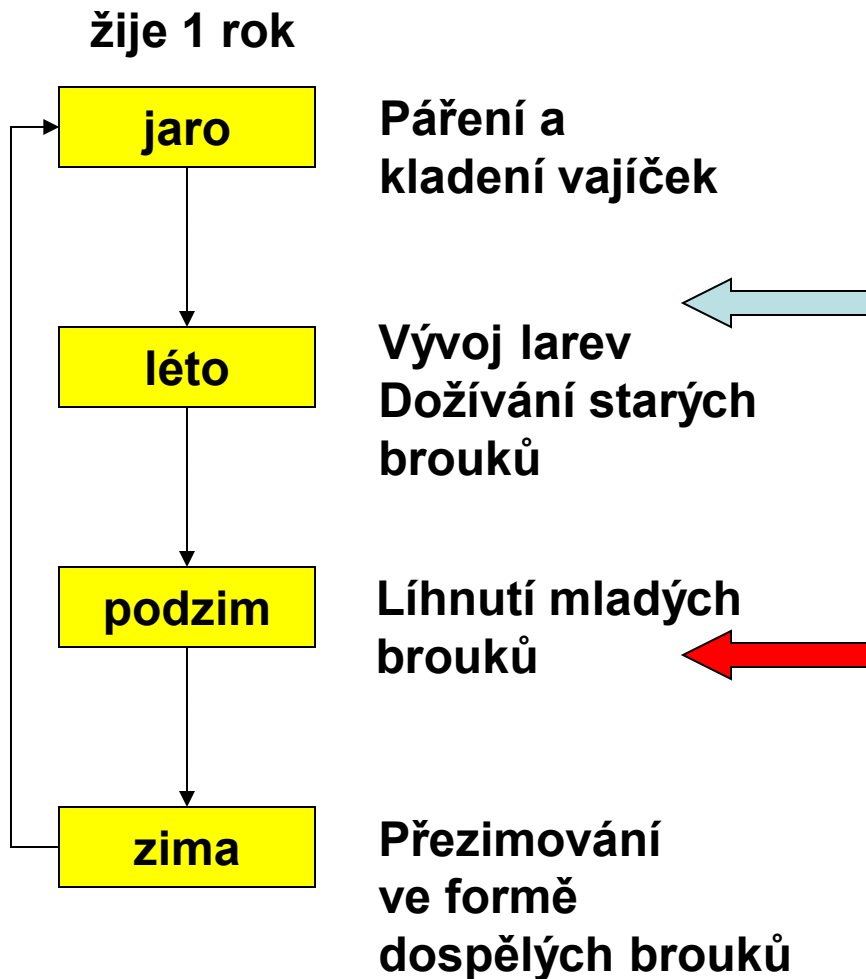 žije 1 rok
jaro
Páření a
kladení vajíček
léto
Vývoj larev
Dožívání starých
brouků
podzim
Líhnutí mladých
brouků
zima
Přezimování
ve formě
dospělých brouků